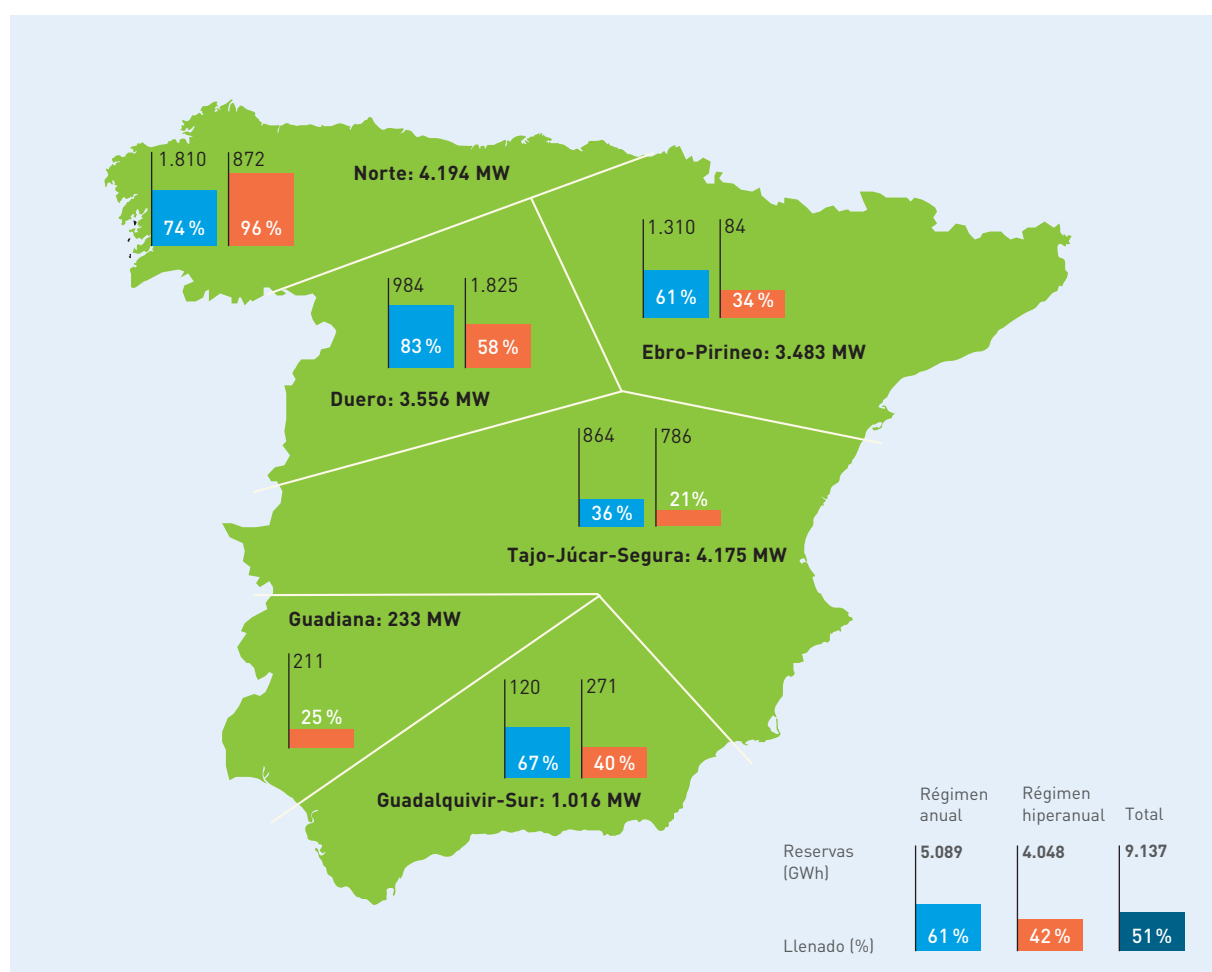 1.810
872
Norte: 4.194 MW
74 %
96 %
1.310
84
61 %
34 %
Ebro-Pirineo: 3.483 MW
984
1.825
83 %
58 %
Duero: 3.556 MW
864
786
36 %
21%
Tajo-Júcar-Segura: 4.175 MW
Guadiana: 233 MW
211
25 %
120
271
67 %
40 %
Guadalquivir-Sur: 1.016 MW
Régimen
anual
Régimen
hiperanual
Total
Reservas
(GWh)
5.089
4.048
9.137
Llenado (%)
61 %
42 %
51 %